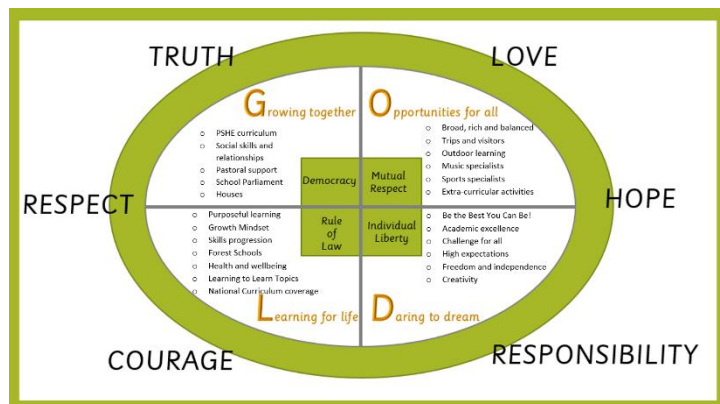 TRUTH
LOVE
Growing together
Opportunities for all
o PSHE curriculum
o Social skills and
relationships
o Pastoral support
o School Parliament
o Houses
o Broad, rich and balanced
o Trips and visitors
o Outdoor learning
o Music specialists
o Sports specialists
o Extra-curricular activities
Democracy
Mutual
Respect
RESPECT
HOPE
Rule
of
Law
Individual
Liberty
o Purposeful learning
o Growth Mindset
o Skills progression
o Forest Schools
o Health and wellbeing
o Learning to Learn Topics
o National Curriculum coverage
o Be the Best You Can Be!
o Academic excellence
o Challenge for all
o High expectations
o Freedom and independence
o Creativity
Learning for life
Daring to dream
COURAGE
RESPONSIBILITY